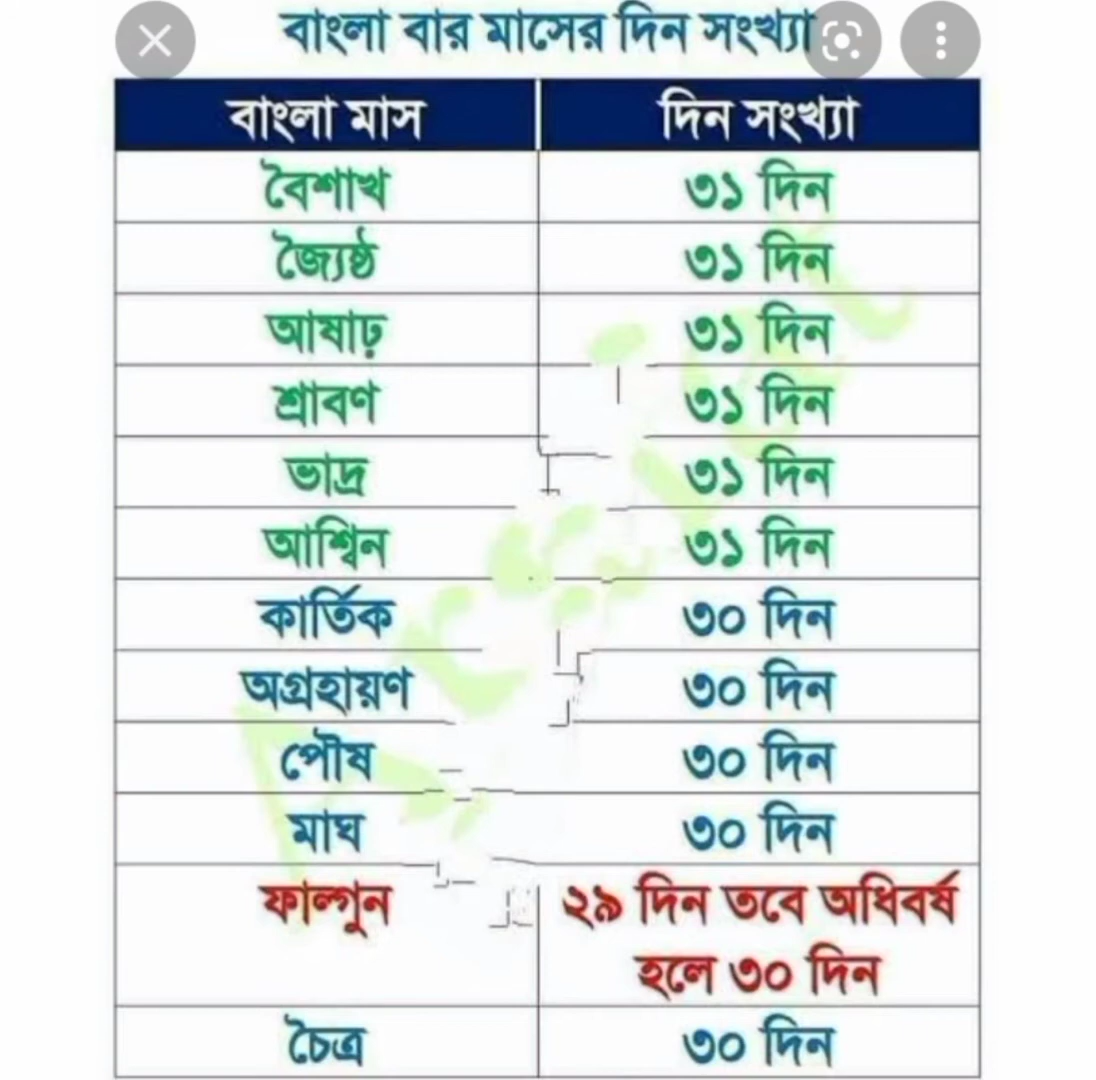 বাংলা বার মাসের দিন সংখ্যা
বাংলা মাস দিন সংখ্যা
বৈশাখ ৩১ দিন
জ্যৈষ্ঠ ৩১ দিন
আষাঢ় ৩১ দিন
শ্রাবণ ৩১ দিন
ভাদ্র ৩১ দিন
আশ্বিন ৩১ দিন
কার্তিক ৩০ দিন
অগ্রহায়ণ ৩০ দিন
পৌষ ৩০ দিন
মাঘ ৩০ দিন
ফাল্গুন ২৯ দিন তবে অধিবর্ষ
হলে ৩০ দিন
চৈত্র ৩০ দিন